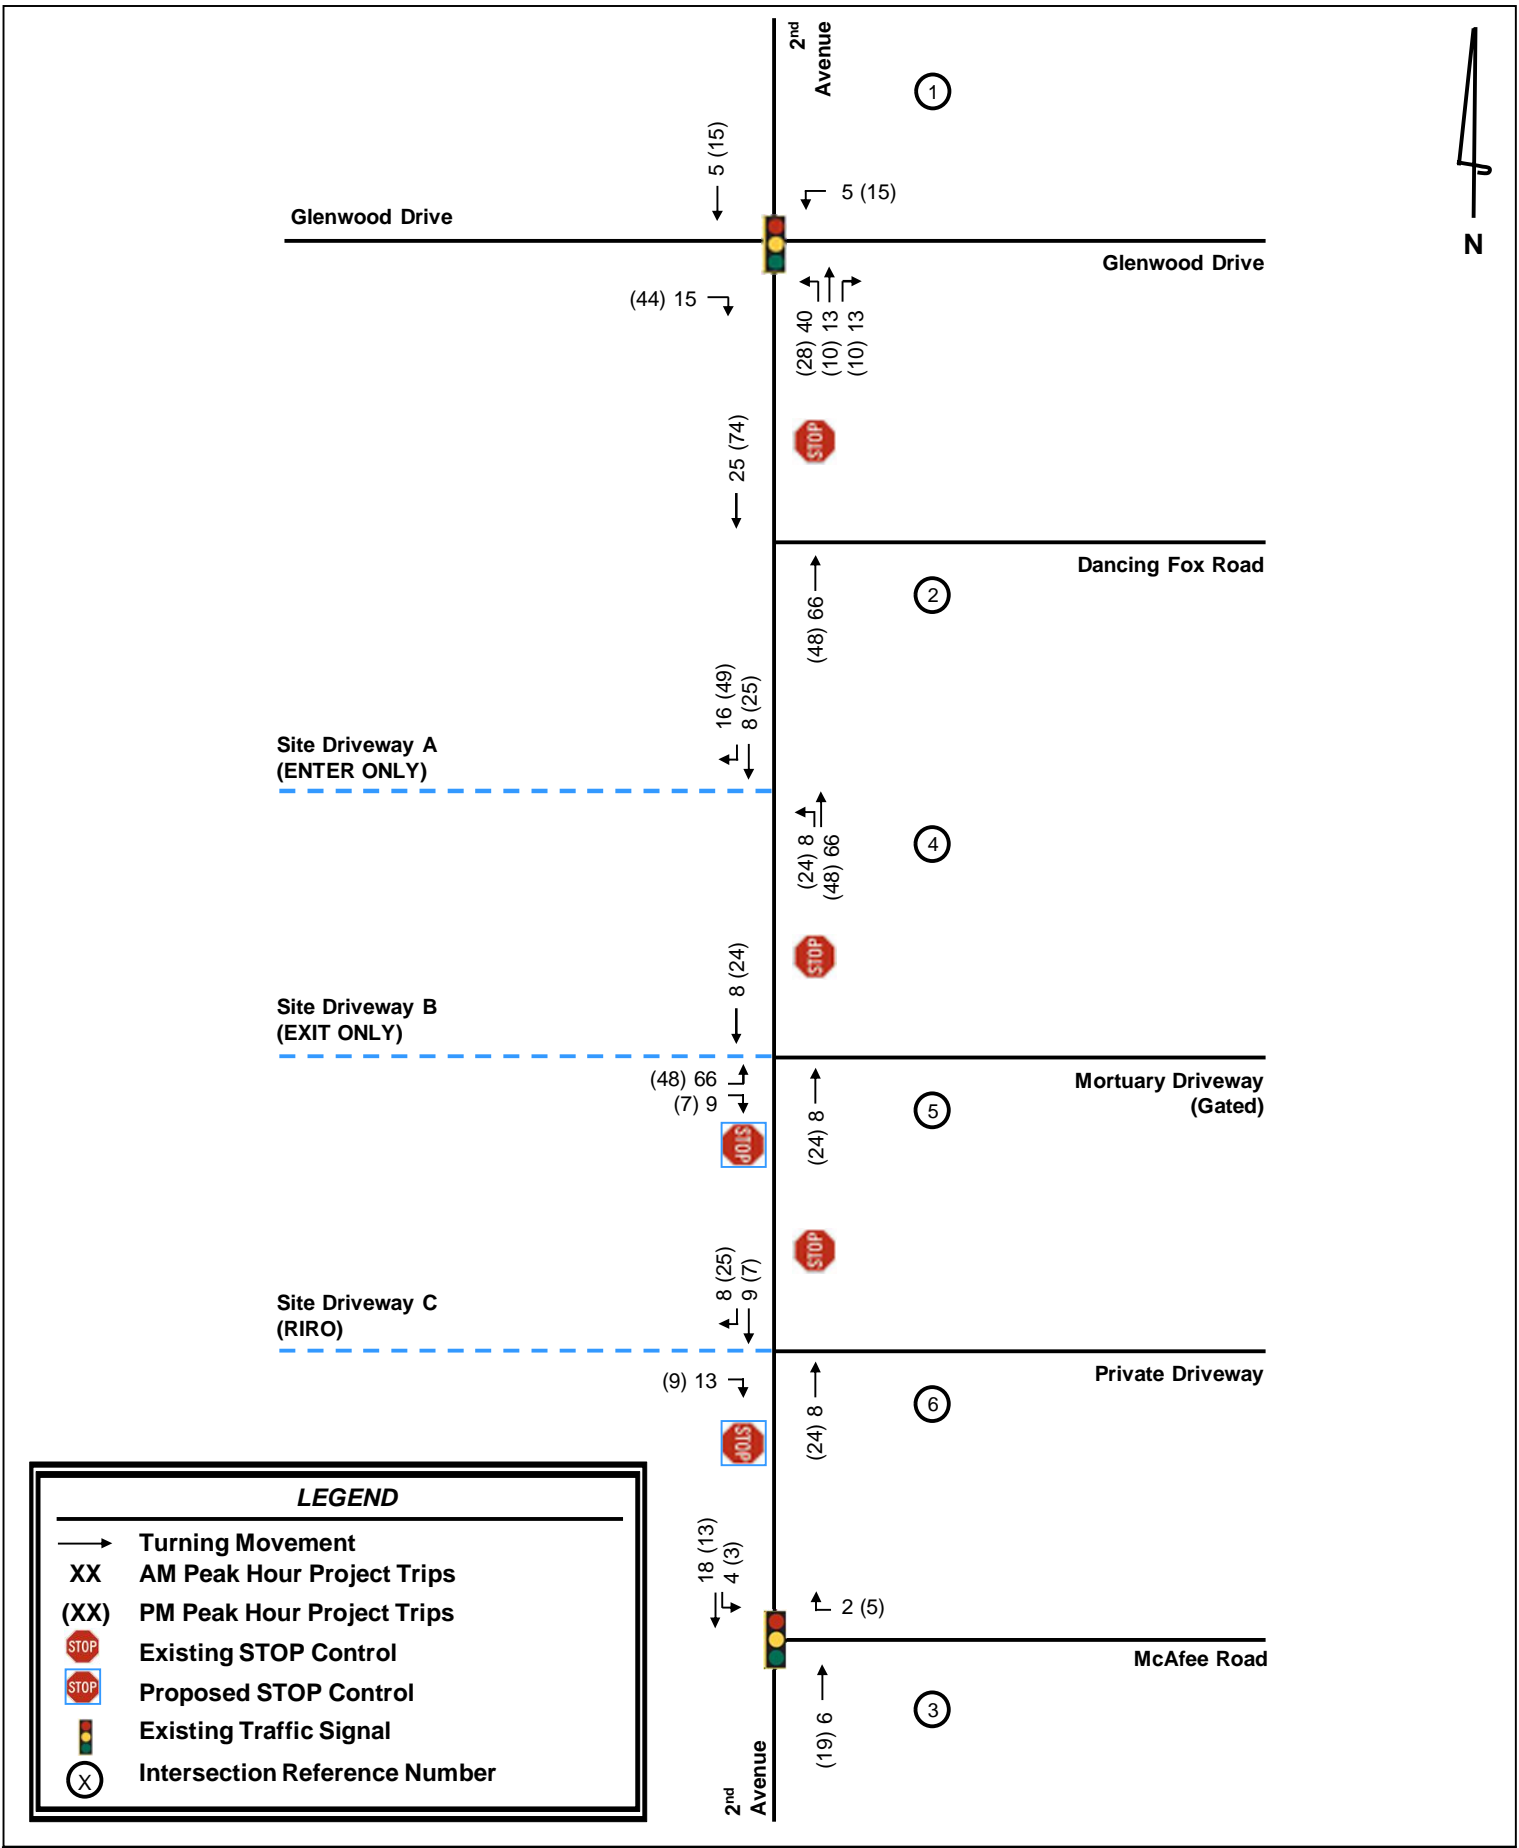 2nd
Avenue
1
5 (15)
5 (15)
Glenwood Drive
Glenwood Drive
N
(44) 15
(28) 40
(10) 13
(10) 13
25 (74)
STOP
Dancing Fox Road
2
(48) 66
16 (49)
8 (25)
Site Driveway A
(ENTER ONLY)
(24) 8
(48) 66
4
8 (24)
STOP
Site Driveway B
(EXIT ONLY)
(48) 66
(7) 9
STOP
(24) 8
Mortuary Driveway
(Gated)
5
STOP
8 (25)
9 (7)
Site Driveway C
(RIRO)
(9) 13
STOP
(24) 8
Private Driveway
6
18 (13)
4 (3)
2 (5)
McAfee Road
(19) 6
3
2nd
Avenue
LEGEND
Turning Movement
XX AM Peak Hour Project Trips
(XX) PM Peak Hour Project Trips
STOP Existing STOP Control
STOP Proposed STOP Control
Existing Traffic Signal
X Intersection Reference Number